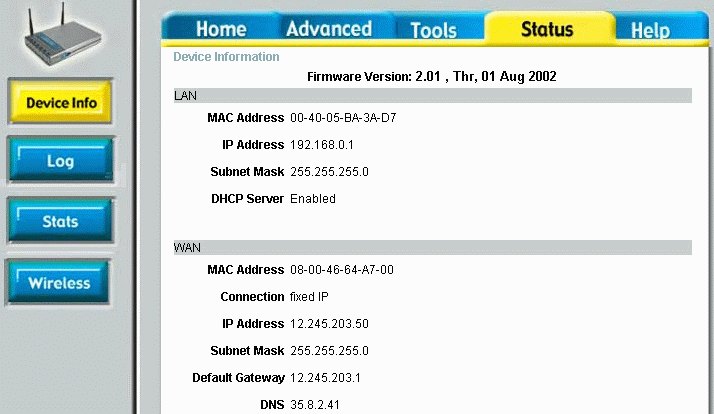 Home Advanced Tools Status Help
Device Information
Firmware Version: 2.01 , Thr, 01 Aug 2002
Device Info
Log
Stats
Wireless
LAN
MAC Address 00-40-05-BA-3A-D7
IP Address 192.168.0.1
Subnet Mask 255.255.255.0
DHCP Server Enabled
WAN
MAC Address 08-00-46-64-A7-00
Connection fixed IP
IP Address 12.245.203.50
Subnet Mask 255.255.255.0
Default Gateway 12.245.203.1
DNS 35.8.2.41